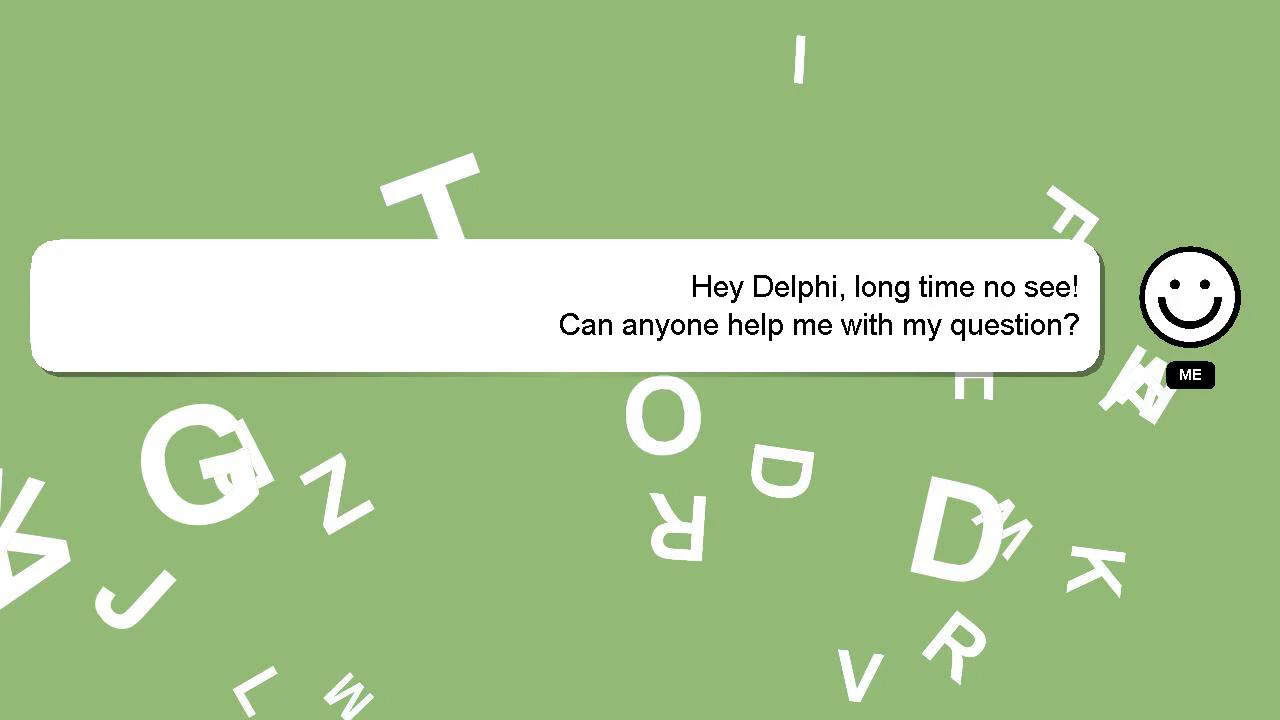 I
T
F
Hey Delphi, long time no see!
Can anyone help me with my question?
ME
H
O
G
Z
D
D
M
K
R
J
R
V
L
M